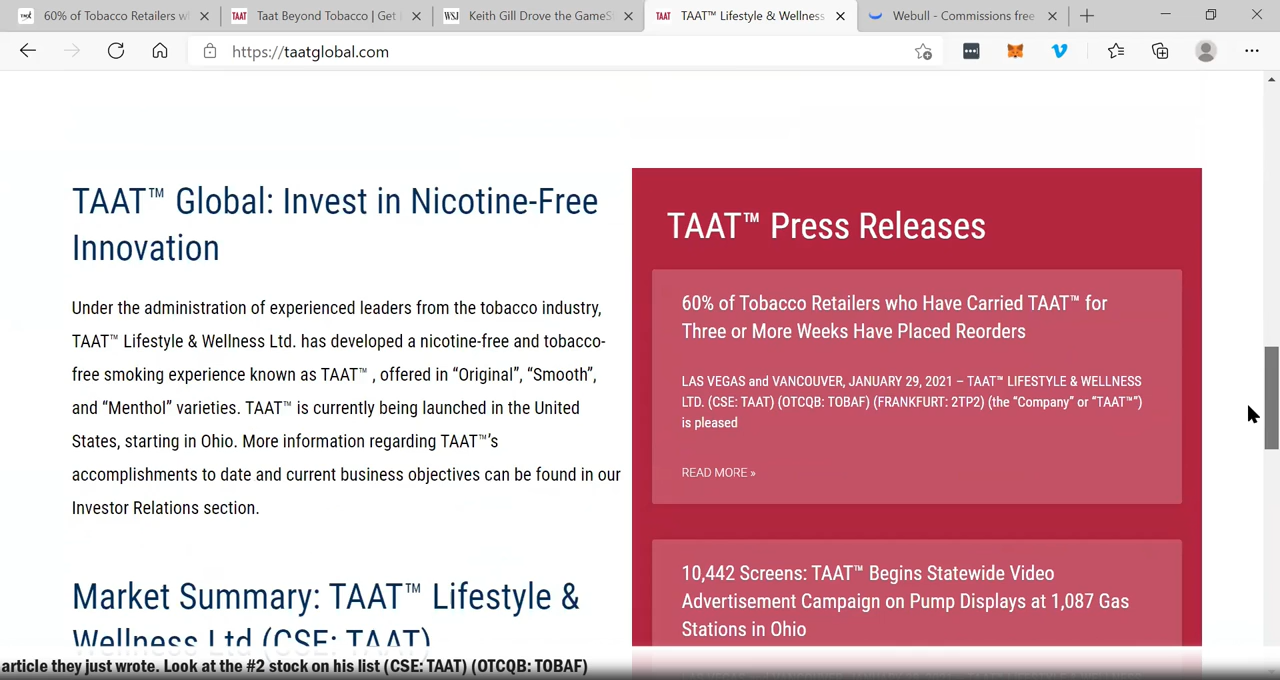 60% of Tobacco Retailers w
Taat Beyond Tobacco | Get
WSJ
Keith Gill Drove the GameS
TAAT
TAAT™ Lifestyle & Wellness
Webull - Commissions free
https://taatglobal.com
TAAT™ Global: Invest in Nicotine-Free
Innovation
Under the administration of experienced leaders from the tobacco industry,
TAAT™ Lifestyle & Wellness Ltd. has developed a nicotine-free and tobacco-
free smoking experience known as TAAT™ , offered in “Original”, “Smooth”,
and “Menthol” varieties. TAAT™ is currently being launched in the United
States, starting in Ohio. More information regarding TAAT™’s
accomplishments to date and current business objectives can be found in our
Investor Relations section.
Market Summary: TAAT™ Lifestyle &
Wellness Ltd (CSE: TAAT)
TAAT™ Press Releases
60% of Tobacco Retailers who Have Carried TAAT™ for
Three or More Weeks Have Placed Reorders
LAS VEGAS and VANCOUVER, JANUARY 29, 2021 – TAAT™ LIFESTYLE & WELLNESS
LTD. (CSE: TAAT) (OTCQB: TOBAF) (FRANKFURT: 2TP2) (the “Company” or “TAAT™”)
is pleased
READ MORE »
10,442 Screens: TAAT™ Begins Statewide Video
Advertisement Campaign on Pump Displays at 1,087 Gas
Stations in Ohio
article they just wrote. Look at the #2 stock on his list (CSE: TAAT) (OTCQB: TOBAF)